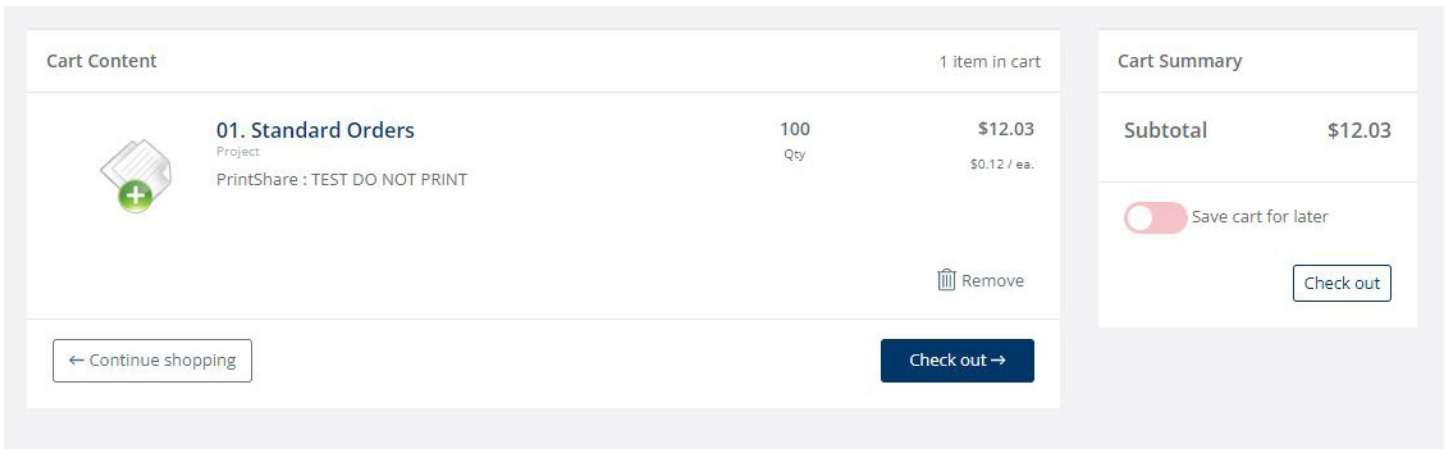 Cart Content
1 item in cart
01. Standard Orders
Project
PrintShare : TEST DO NOT PRINT
100
Qty
$12.03
$0.12 / ea.
Remove
← Continue shopping
Check out →
Cart Summary
Subtotal $12.03
Save cart for later
Check out